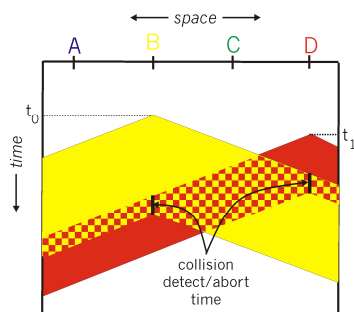 space
A B C D
t0
t1
time
collision
detect/abort
time